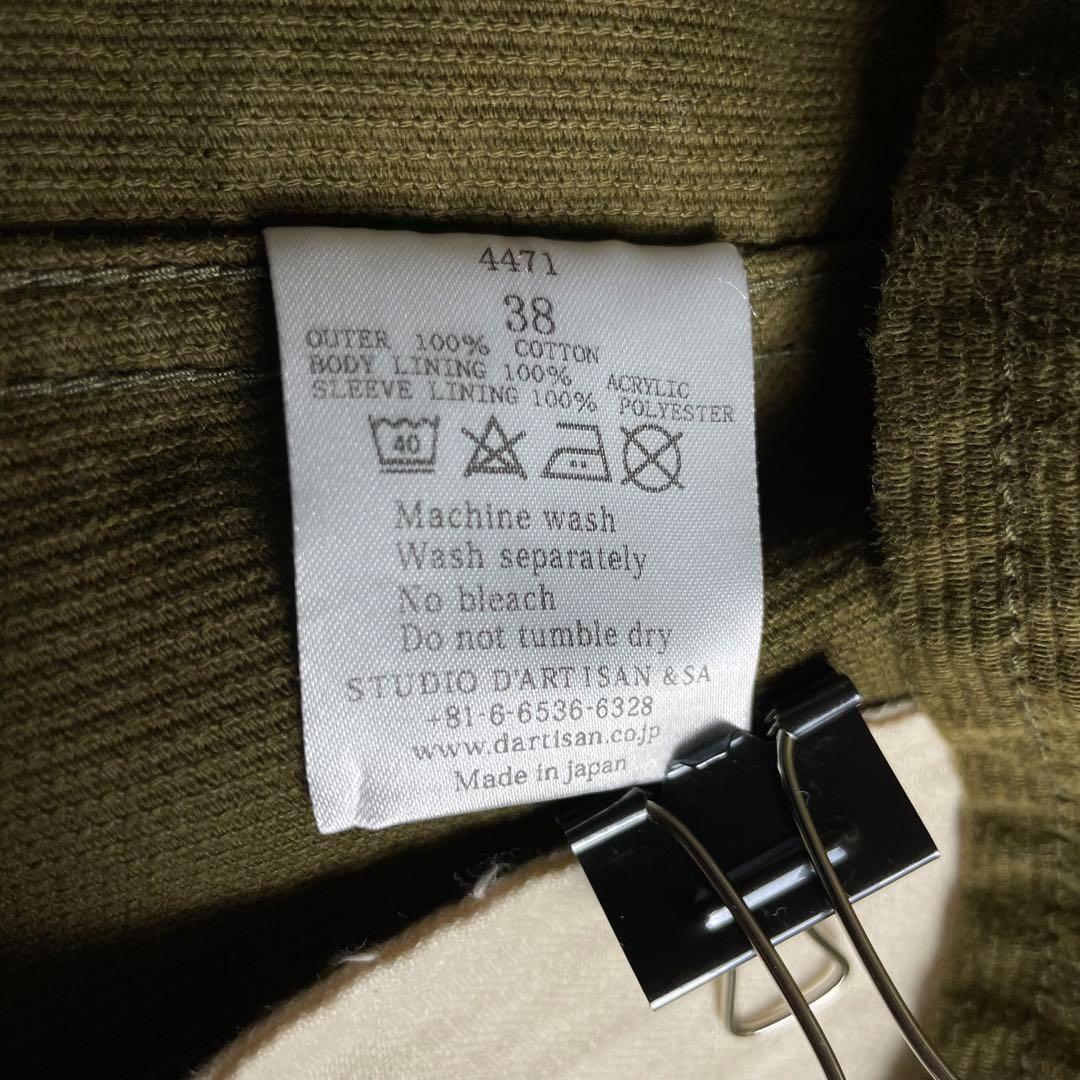 4471
38
OUTER 100% COTTON
BODY LINING 100% ACRYLIC
SLEEVE LINING 100% POLYESTER
40
Machine wash
Wash separately
No bleach
Do not tumble dry
STUDIO D'ARTISAN & SA
+81-6-6536-6328
www.dartisan.co.jp
Made in japan